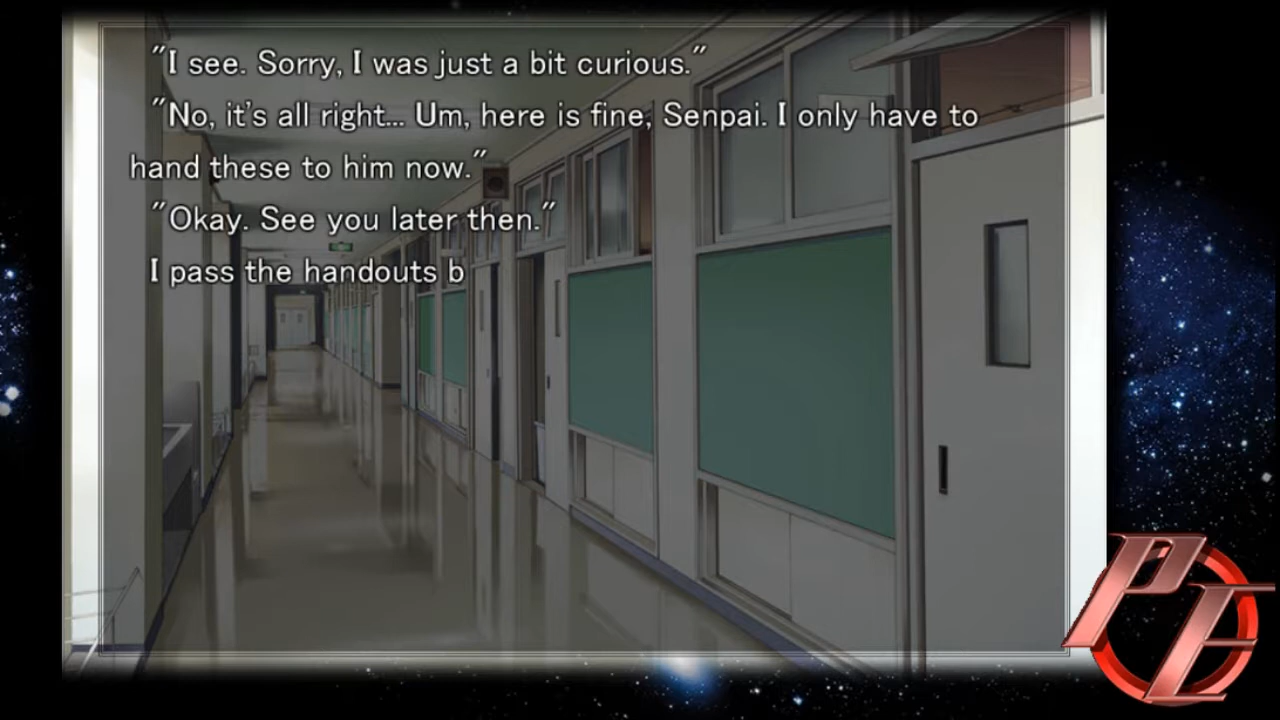 "I see. Sorry, I was just a bit curious."
"No, it's all right... Um, here is fine, Senpai. I only have to
hand these to him now."
"Okay. See you later then."
I pass the handouts b
PE